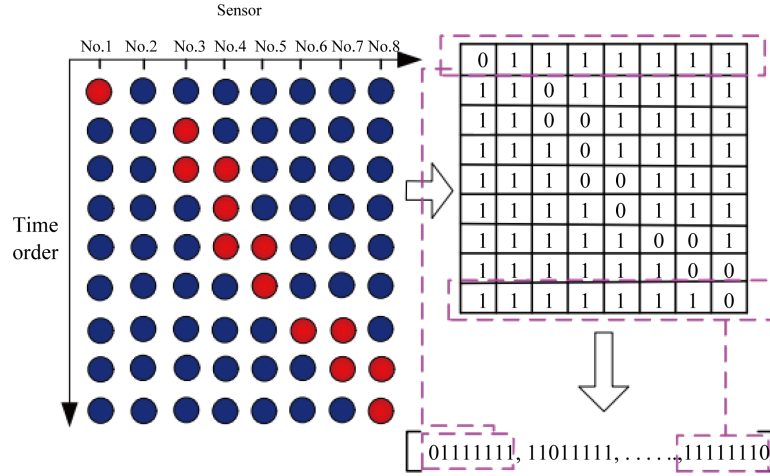 Sensor
No.1 No.2 No.3 No.4 No.5 No.6 No.7 No.8
Time
order
0 1 1 1 1 1 1 1
1 1 0 1 1 1 1 1
1 1 0 0 1 1 1 1
1 1 1 0 1 1 1 1
1 1 1 0 0 1 1 1
1 1 1 1 0 1 1 1
1 1 1 1 1 0 0 1
1 1 1 1 1 1 0 0
1 1 1 1 1 1 1 0
[01111111, 11011111, ......,11111110]